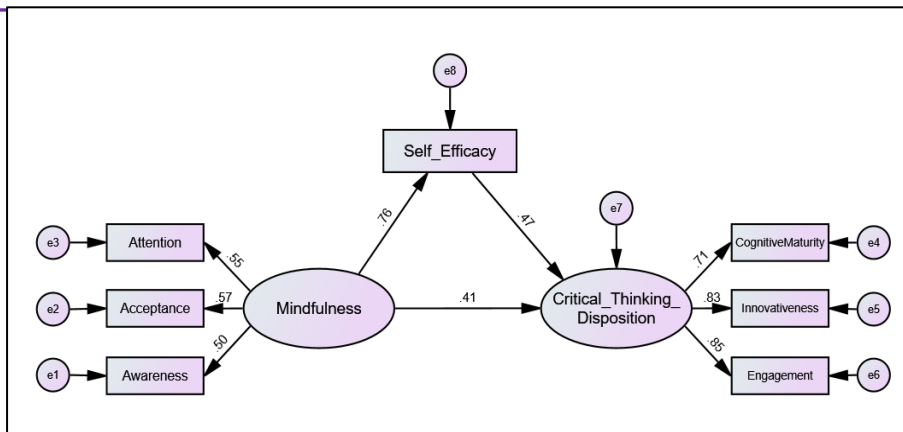 e8
Self_Efficacy
e7
.76
.47
e3
Attention
.55
CognitiveMaturity
e4
.71
e2
Acceptance
.57
Mindfulness
.41
Critical_Thinking_
Disposition
.83
Innovativeness
e5
.50
.85
e1
Awareness
Engagement
e6